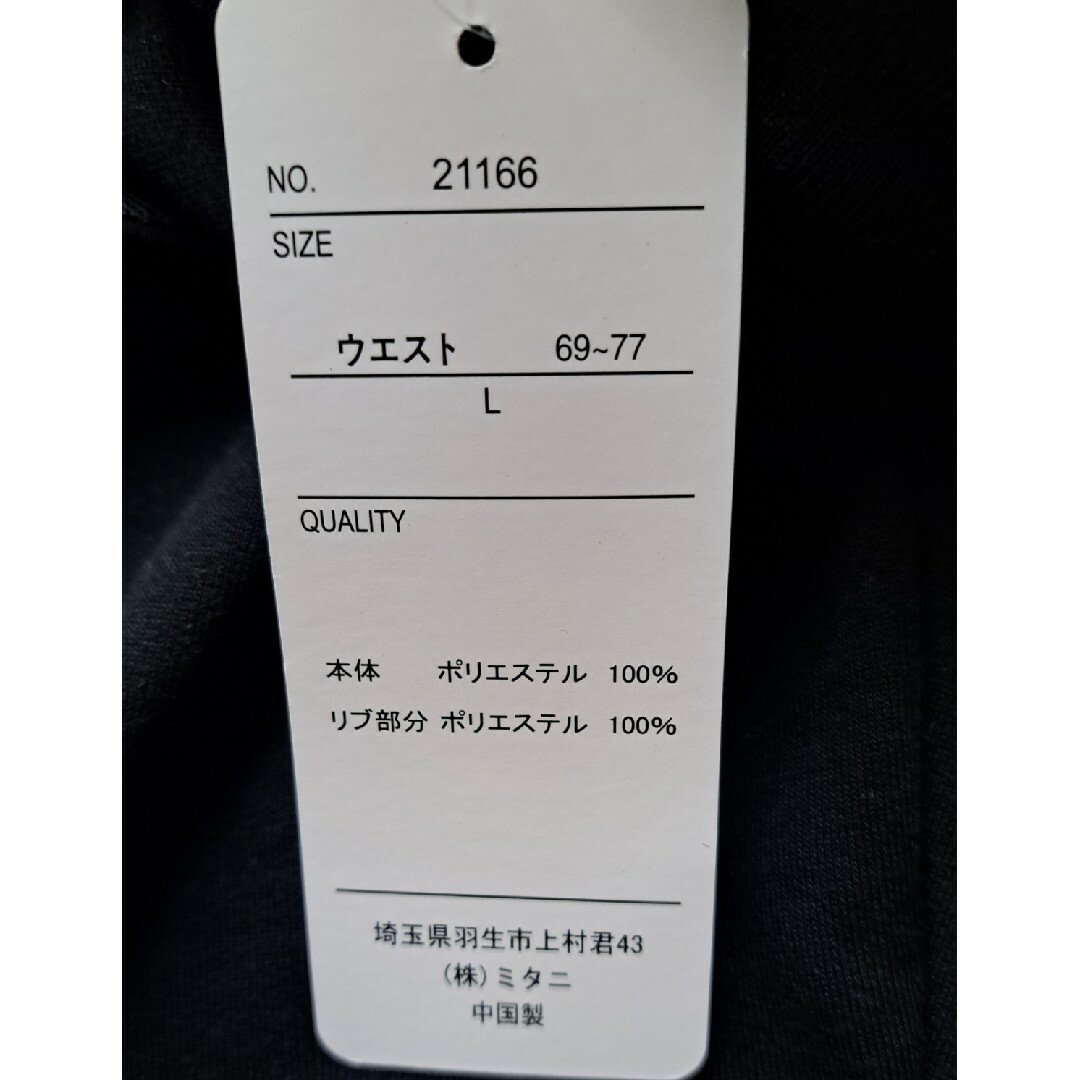 NO. 21166
SIZE
ウエスト 69~77
L
QUALITY
本体 ポリエステル 100%
リブ部分 ポリエステル 100%
埼玉県羽生市上村君43
(株)ミタニ
中国製